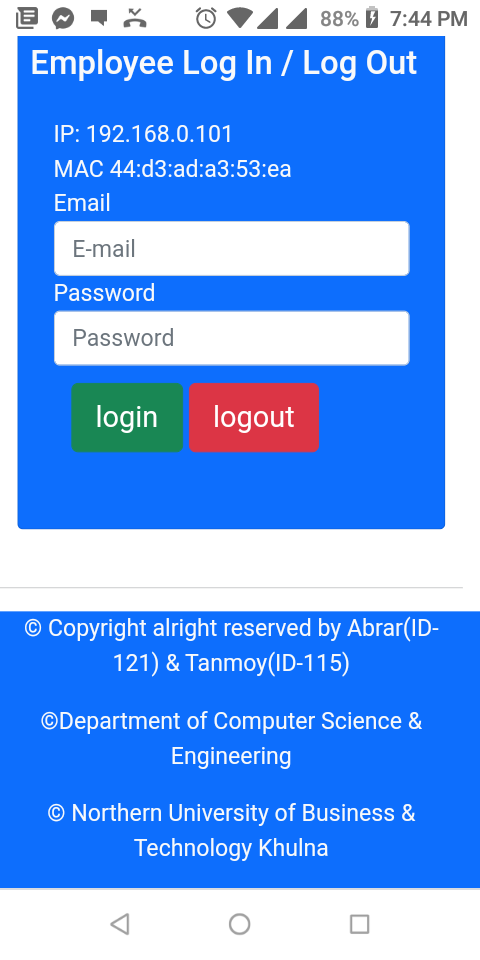 88% 7:44 PM
Employee Log In / Log Out
IP: 192.168.0.101
MAC 44:d3:ad:a3:53:ea
Email
E-mail
Password
Password
login logout
© Copyright alright reserved by Abrar(ID-
121) & Tanmoy(ID-115)
©Department of Computer Science &
Engineering
© Northern University of Business &
Technology Khulna